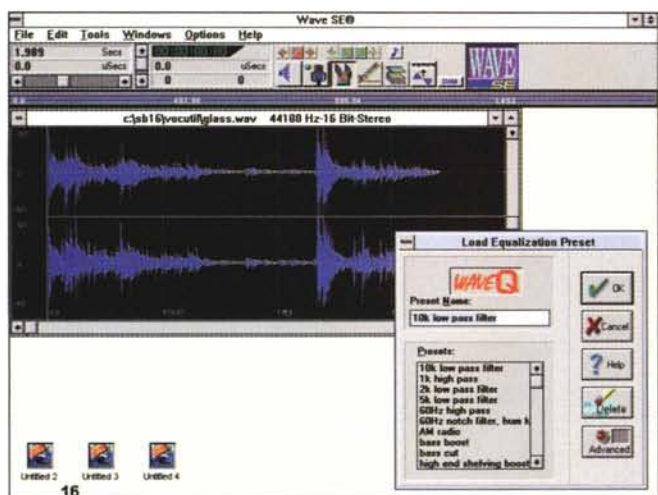 Wave SE®
File Edit Tools Windows Options Help
1.989 Secs
0.0 uSecs
0.0 uSecs
0 0
WAVE
SE
c:\sb16\vocutil\glass.wav 44100 Hz-16 Bit-Stereo
Load Equalization Preset
WAVEQ
Preset Name:
10k low pass filter
Presets:
10k low pass filter
1k high pass
2k low pass filter
5k low pass filter
60Hz high pass
60Hz notch filter, hum
AM radio
bass boost
bass cut
high end shelving boost
OK
Cancel
Help
Delete
Advanced
Untitled 2 Untitled 3 Untitled 4
16